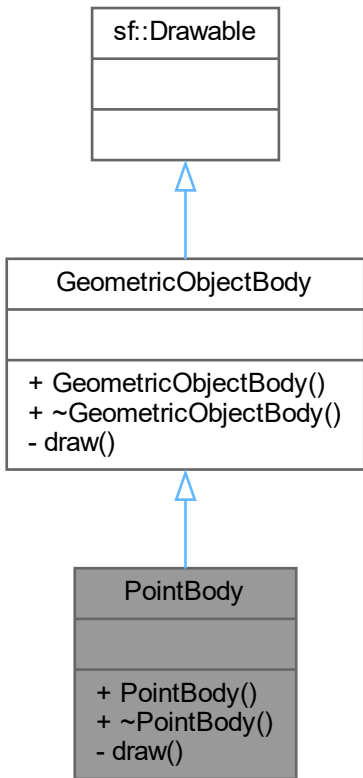 sf::Drawable
GeometricObjectBody
+ GeometricObjectBody()
+ ~GeometricObjectBody()
- draw()
PointBody
+ PointBody()
+ ~PointBody()
- draw()